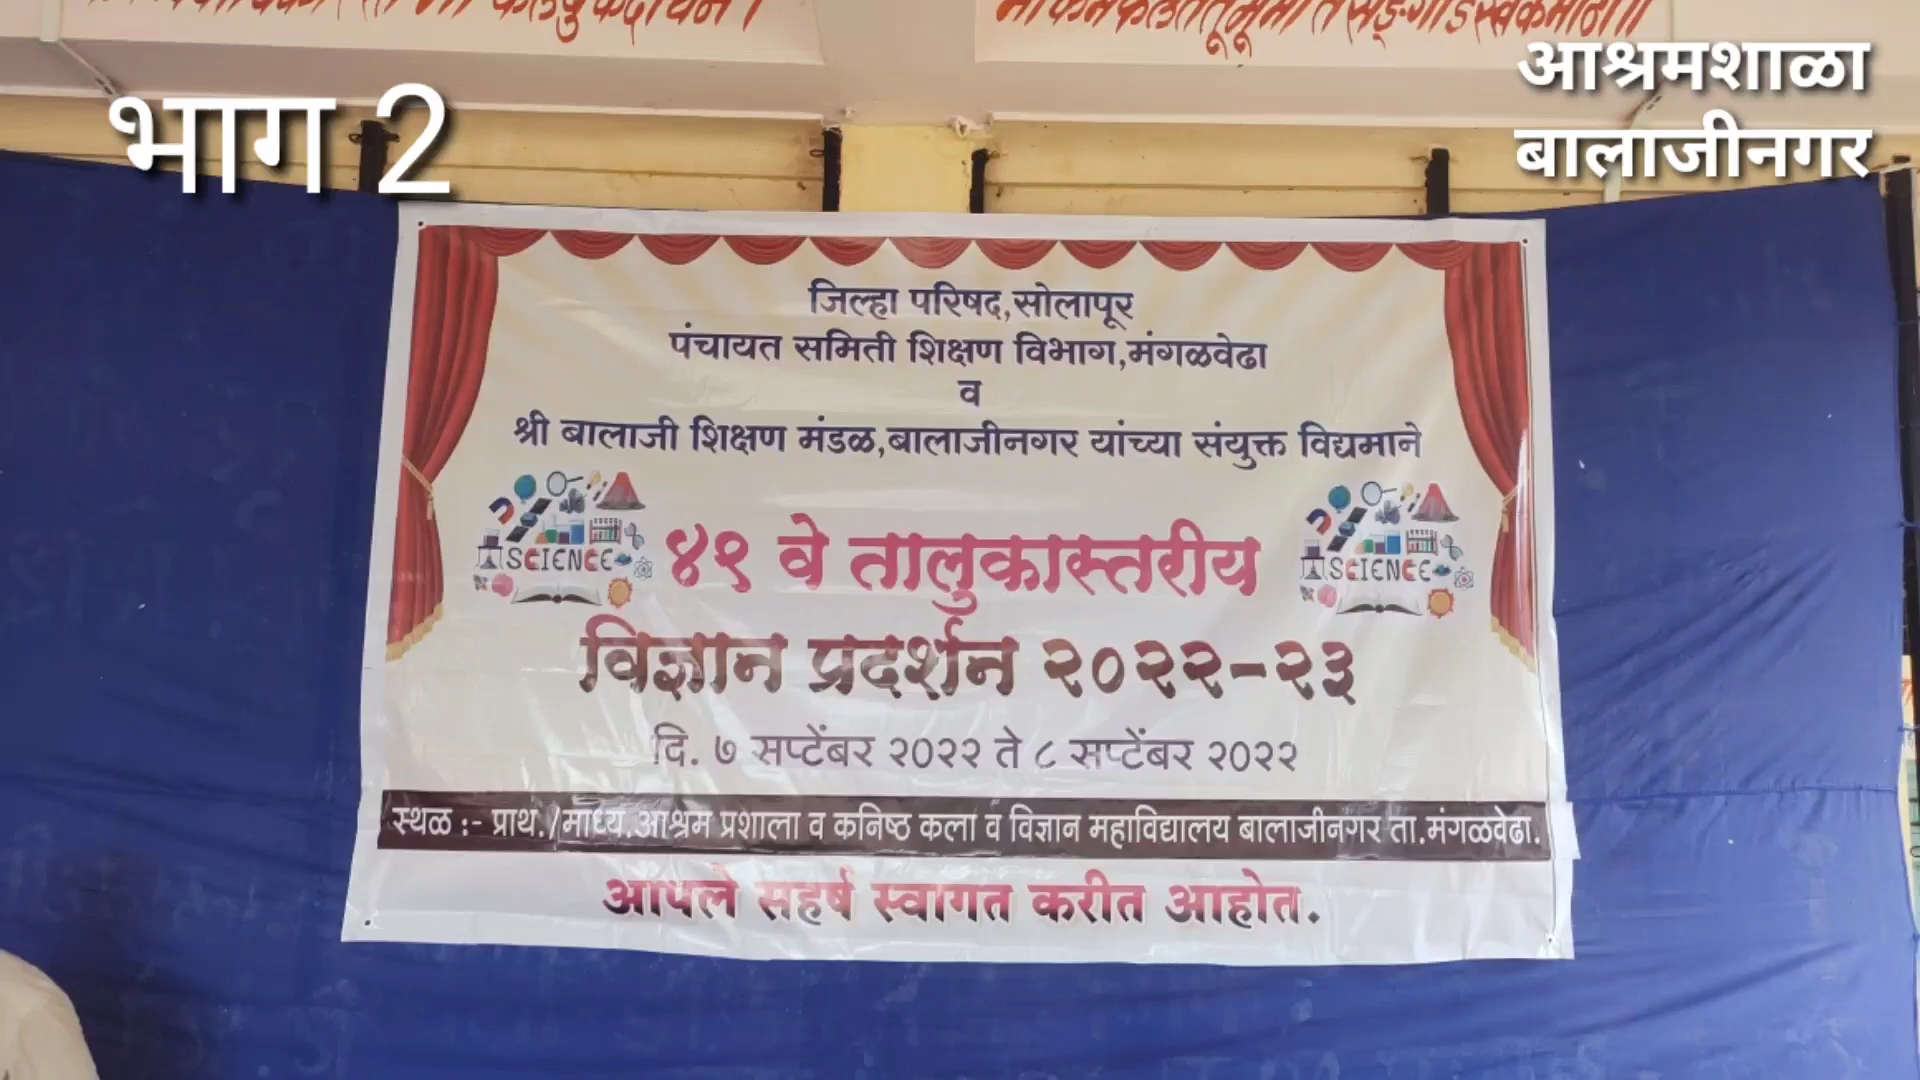 भाग 2
आश्रमशाळा
बालाजीनगर
जिल्हा परिषद,सोलापूर
पंचायत समिती शिक्षण विभाग,मंगळवेढा
व
श्री बालाजी शिक्षण मंडळ,बालाजीनगर यांच्या संयुक्त विद्यमाने
SCIENCE
४९ वे तालुकास्तरीय
SCIENCE
विज्ञान प्रदर्शन २०२२-२३
दि. ७ सप्टेंबर २०२२ ते ८ सप्टेंबर २०२२
स्थळ :- प्राथ./माध्य.आश्रम प्रशाला व कनिष्ठ कला व विज्ञान महाविद्यालय बालाजीनगर ता.मंगळवेढा.
आपले सहर्ष स्वागत करीत आहोत.